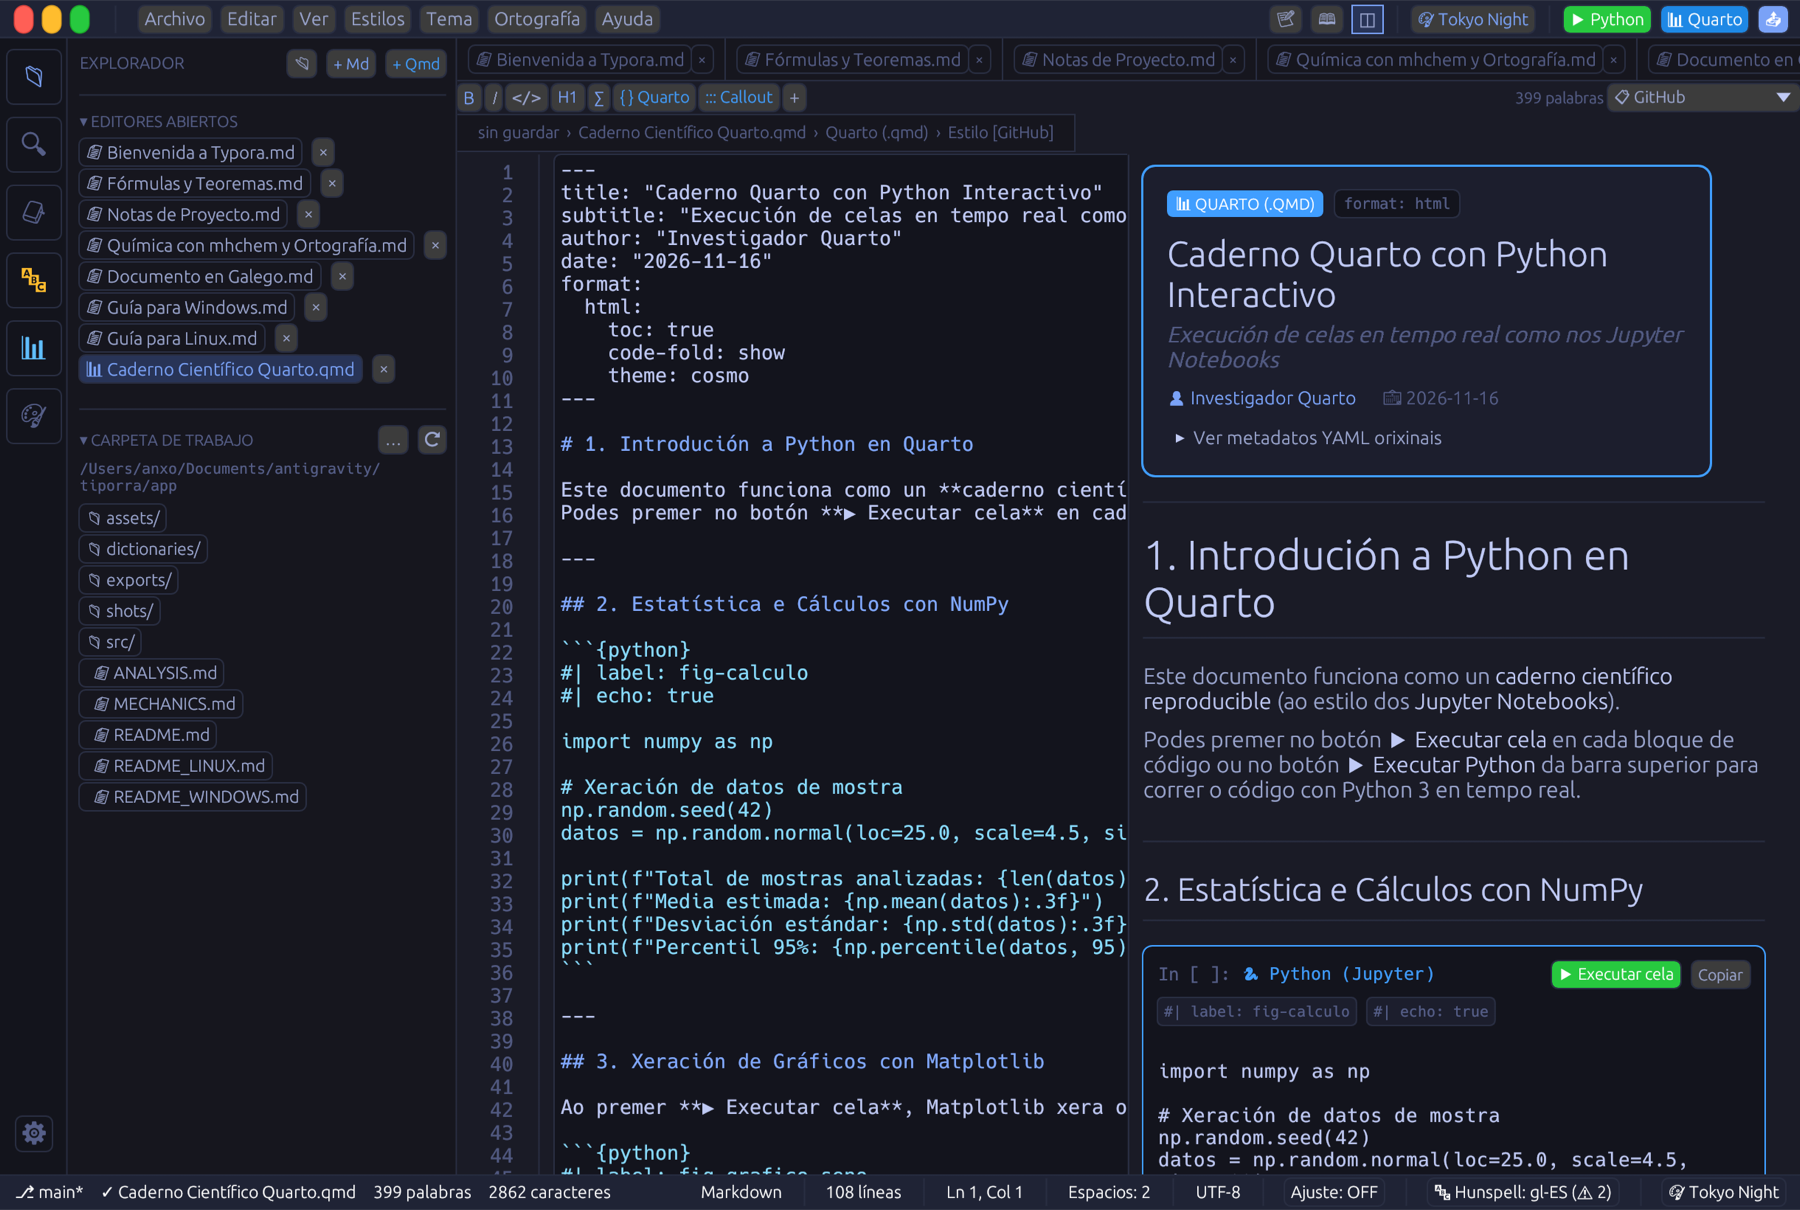 Archivo Editar Ver Estilos Tema Ortografía Ayuda
Tokyo Night Python Quarto
EXPLORADOR + Md + Qmd
▾ EDITORES ABIERTOS
Bienvenida a Typora.md ×
Fórmulas y Teoremas.md ×
Notas de Proyecto.md ×
Química con mhchem y Ortografía.md ×
Documento en Galego.md ×
Guía para Windows.md ×
Guía para Linux.md ×
Caderno Científico Quarto.qmd ×
▾ CARPETA DE TRABAJO ...
/Users/anxo/Documents/antigravity/
tiporra/app
assets/
dictionaries/
exports/
shots/
src/
ANALYSIS.md
MECHANICS.md
README.md
README_LINUX.md
README_WINDOWS.md
Bienvenida a Typora.md × Fórmulas y Teoremas.md × Notas de Proyecto.md × Química con mhchem y Ortografía.md × Documento en
B I </> H1 ∑ {} Quarto ::: Callout + 399 palabras GitHub
sin guardar › Caderno Científico Quarto.qmd › Quarto (.qmd) › Estilo [GitHub]
1 ---
2 title: "Caderno Quarto con Python Interactivo"
3 subtitle: "Execución de celas en tempo real como
4 author: "Investigador Quarto"
5 date: "2026-11-16"
6 format:
7 html:
8 toc: true
9 code-fold: show
10 theme: cosmo
11 ---
12
13 # 1. Introdución a Python en Quarto
14
15 Este documento funciona como un **caderno cientí
16 Podes premer no botón **▶ Executar cela** en cad
17
18 ---
19
20 ## 2. Estatística e Cálculos con NumPy
21
22 ```{python}
23 #| label: fig-calculo
24 #| echo: true
25
26 import numpy as np
27
28 # Xeración de datos de mostra
29 np.random.seed(42)
30 datos = np.random.normal(loc=25.0, scale=4.5, si
31
32 print(f"Total de mostras analizadas: {len(datos)
33 print(f"Media estimada: {np.mean(datos):.3f}")
34 print(f"Desviación estándar: {np.std(datos):.3f}
35 print(f"Percentil 95%: {np.percentile(datos, 95)
36 ```
37
38 ---
39
40 ## 3. Xeración de Gráficos con Matplotlib
41
42 Ao premer **▶ Executar cela**, Matplotlib xera o
43
44 ```{python}
QUARTO (.QMD) format: html
Caderno Quarto con Python
Interactivo
Execución de celas en tempo real como nos Jupyter
Notebooks
Investigador Quarto 2026-11-16
▸ Ver metadatos YAML orixinais
1. Introdución a Python en
Quarto
Este documento funciona como un caderno científico
reproducible (ao estilo dos Jupyter Notebooks).
Podes premer no botón ▶ Executar cela en cada bloque de
código ou no botón ▶ Executar Python da barra superior para
correr o código con Python 3 en tempo real.
2. Estatística e Cálculos con NumPy
In [ ]: Python (Jupyter) ▶ Executar cela Copiar
#| label: fig-calculo #| echo: true
import numpy as np
# Xeración de datos de mostra
np.random.seed(42)
datos = np.random.normal(loc=25.0, scale=4.5,
main* ✓ Caderno Científico Quarto.qmd 399 palabras 2862 caracteres Markdown 108 líneas Ln 1, Col 1 Espacios: 2 UTF-8 Ajuste: OFF Hunspell: gl-ES (⚠ 2) Tokyo Night